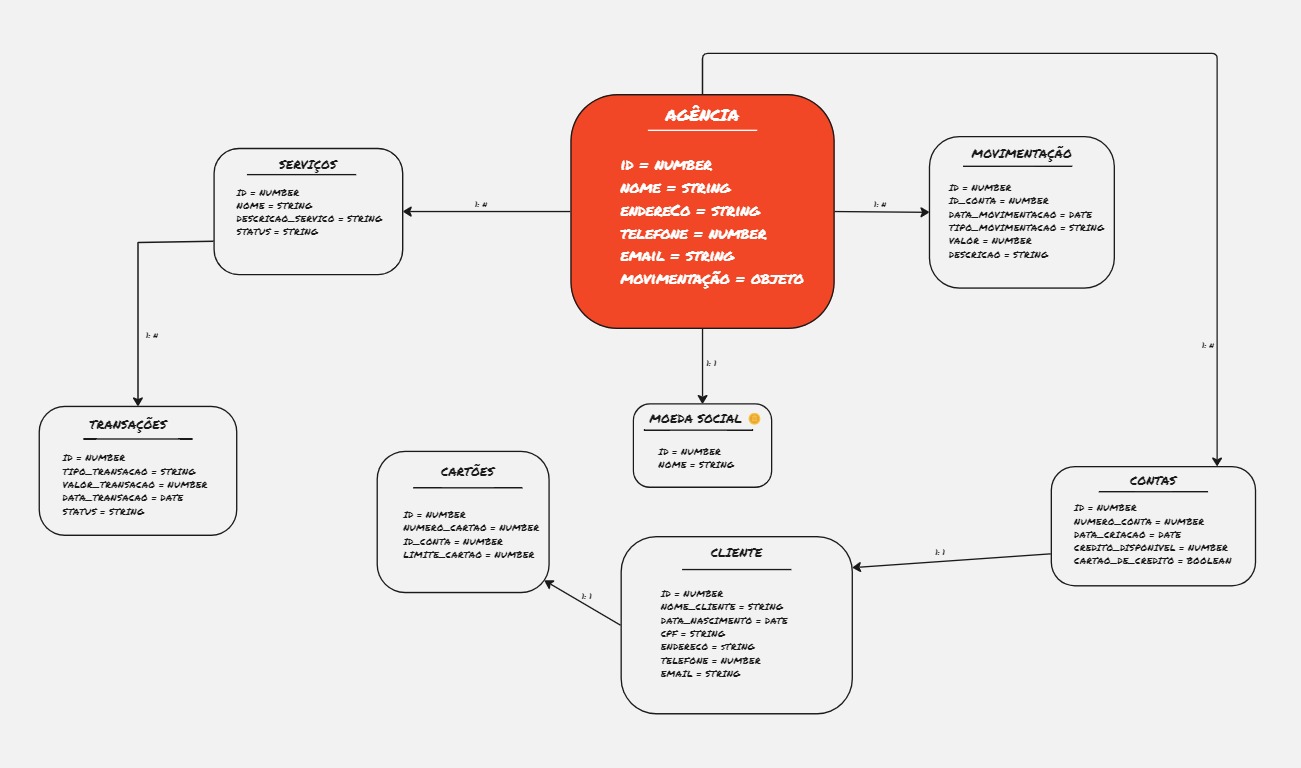 AGÊNCIA
ID = NUMBER
NOME = STRING
ENDERECO = STRING
TELEFONE = NUMBER
EMAIL = STRING
MOVIMENTAÇÃO = OBJETO
SERVIÇOS
ID = NUMBER
NOME = STRING
DESCRICAO_SERVICO = STRING
STATUS = STRING
1: #
1: #
MOVIMENTAÇÃO
ID = NUMBER
ID_CONTA = NUMBER
DATA_MOVIMENTACAO = DATE
TIPO_MOVIMENTACAO = STRING
VALOR = NUMBER
DESCRICAO = STRING
1: #
1: #
1: 1
TRANSAÇÕES
ID = NUMBER
TIPO_TRANSACAO = STRING
VALOR_TRANSACAO = NUMBER
DATA_TRANSACAO = DATE
STATUS = STRING
MOEDA SOCIAL
ID = NUMBER
NOME = STRING
CARTÕES
ID = NUMBER
NUMERO_CARTAO = NUMBER
ID_CONTA = NUMBER
LIMITE_CARTAO = NUMBER
CONTAS
ID = NUMBER
NUMERO_CONTA = NUMBER
DATA_CRIACAO = DATE
CREDITO_DISPONIVEL = NUMBER
CARTAO_DE_CREDITO = BOOLEAN
1: 1
1: 1
CLIENTE
ID = NUMBER
NOME_CLIENTE = STRING
DATA_NASCIMENTO = DATE
CPF = STRING
ENDERECO = STRING
TELEFONE = NUMBER
EMAIL = STRING